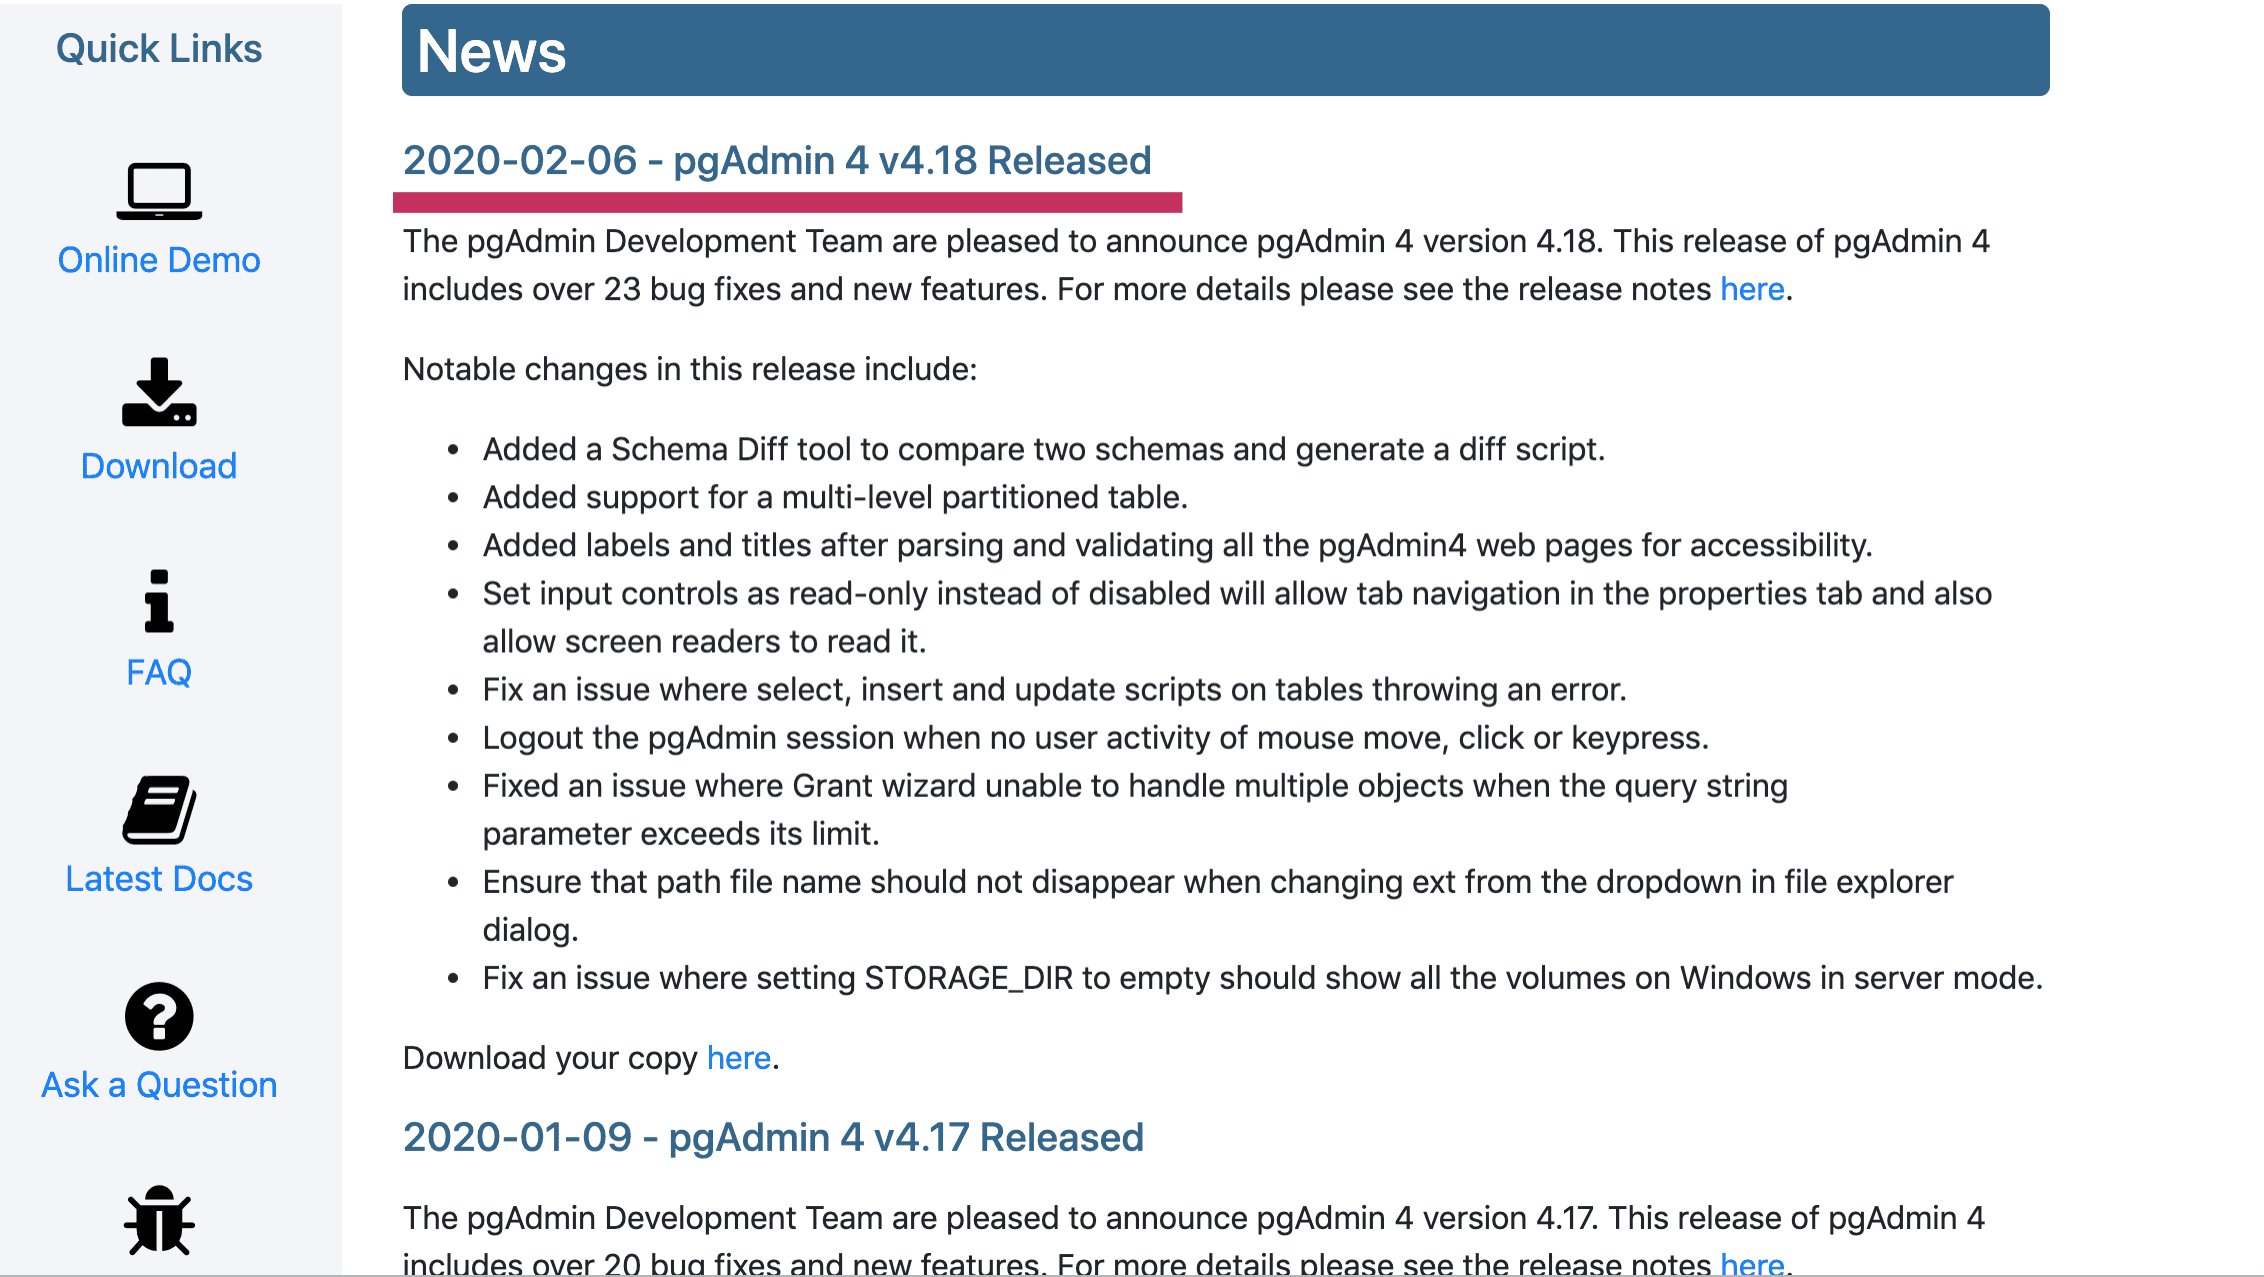 Quick Links
Online Demo
Download
FAQ
Latest Docs
Ask a Question
News
2020-02-06 - pgAdmin 4 v4.18 Released
The pgAdmin Development Team are pleased to announce pgAdmin 4 version 4.18. This release of pgAdmin 4
includes over 23 bug fixes and new features. For more details please see the release notes here.
Notable changes in this release include:
• Added a Schema Diff tool to compare two schemas and generate a diff script.
• Added support for a multi-level partitioned table.
• Added labels and titles after parsing and validating all the pgAdmin4 web pages for accessibility.
• Set input controls as read-only instead of disabled will allow tab navigation in the properties tab and also
allow screen readers to read it.
• Fix an issue where select, insert and update scripts on tables throwing an error.
• Logout the pgAdmin session when no user activity of mouse move, click or keypress.
• Fixed an issue where Grant wizard unable to handle multiple objects when the query string
parameter exceeds its limit.
• Ensure that path file name should not disappear when changing ext from the dropdown in file explorer
dialog.
• Fix an issue where setting STORAGE_DIR to empty should show all the volumes on Windows in server mode.
Download your copy here.
2020-01-09 - pgAdmin 4 v4.17 Released
The pgAdmin Development Team are pleased to announce pgAdmin 4 version 4.17. This release of pgAdmin 4
includes over 20 bug fixes and new features. For more details please see the release notes here.